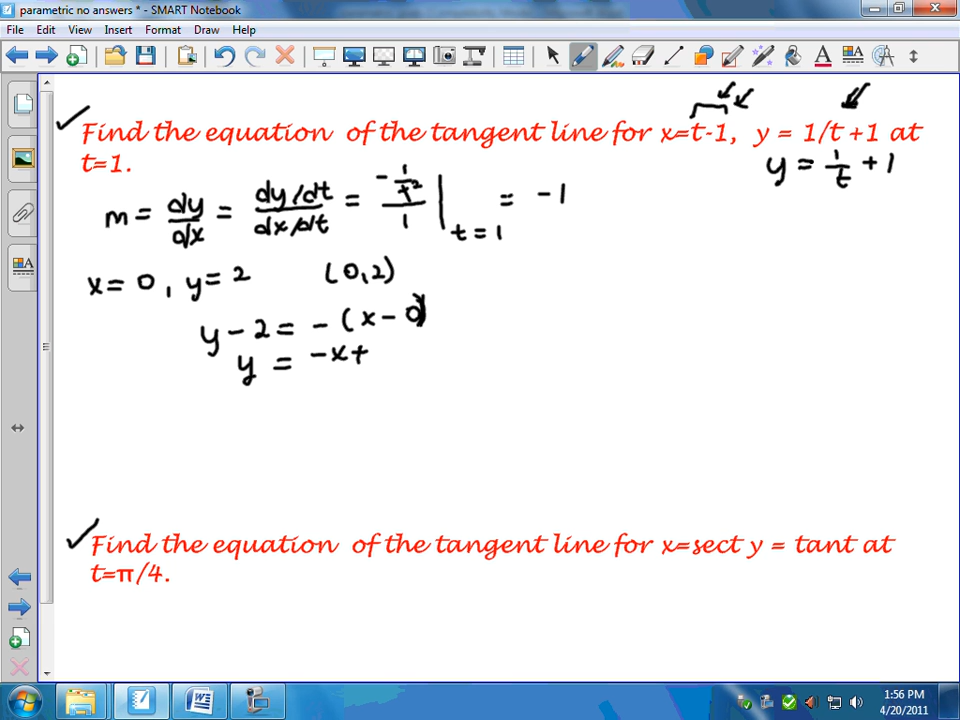 parametric no answers * - SMART Notebook
File Edit View Insert Format Draw Help
Find the equation of the tangent line for x=t-1, y = 1/t +1 at
t=1.
y = 1/t + 1
m = dy/dx = (dy/dt)/(dx/dt) = (-1/t²)/1 | t=1 = -1
x = 0, y = 2 (0,2)
y - 2 = - (x - 0)
y = -x+
Find the equation of the tangent line for x=sect y = tant at
t=π/4.
1:56 PM
4/20/2011